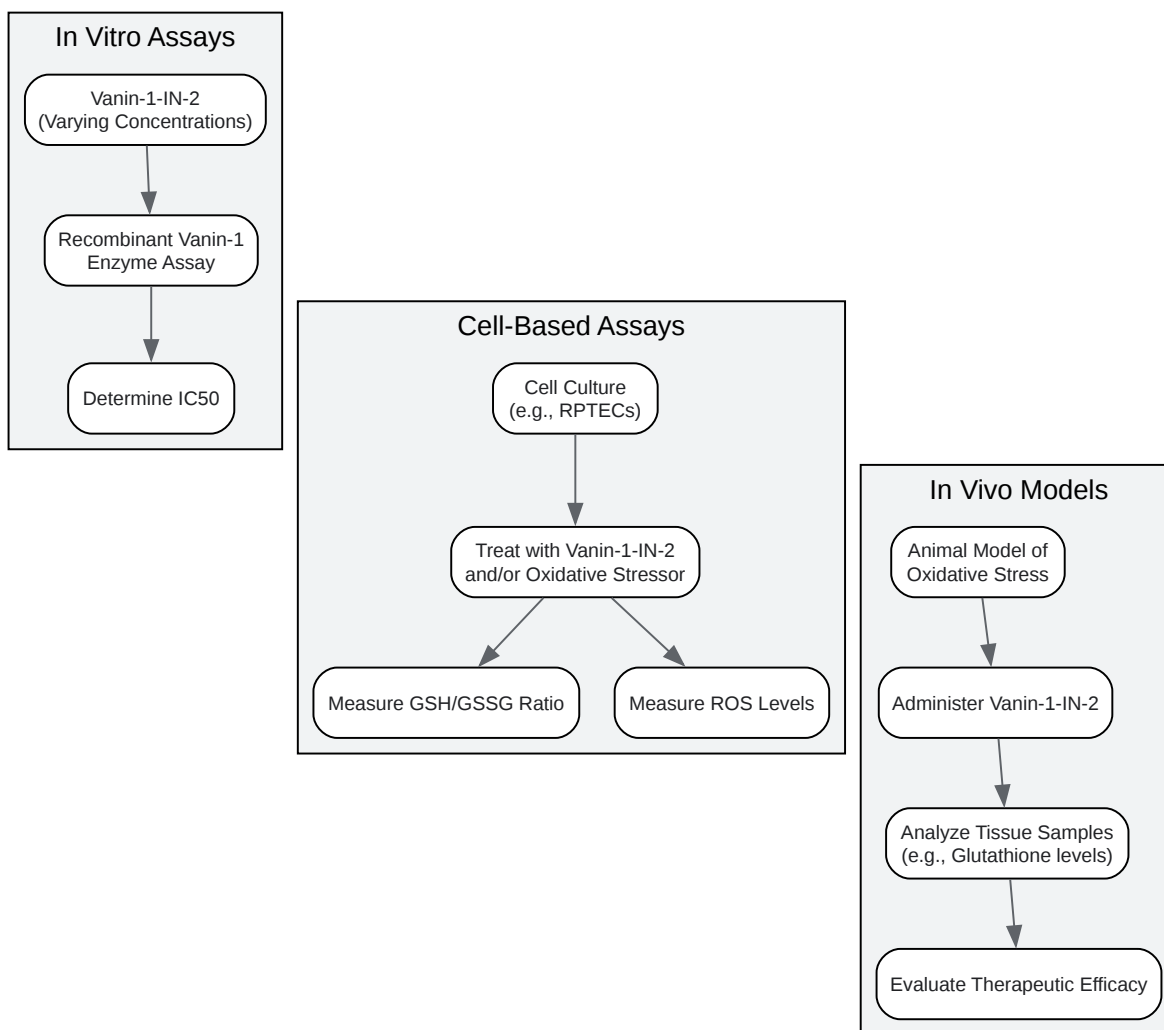 In Vitro Assays
Vanin-1-IN-2
(Varying Concentrations)
Recombinant Vanin-1
Enzyme Assay
Determine IC50
Cell-Based Assays
Cell Culture
(e.g., RPTECs)
Treat with Vanin-1-IN-2
and/or Oxidative Stressor
Measure GSH/GSSG Ratio
Measure ROS Levels
In Vivo Models
Animal Model of
Oxidative Stress
Administer Vanin-1-IN-2
Analyze Tissue Samples
(e.g., Glutathione levels)
Evaluate Therapeutic Efficacy